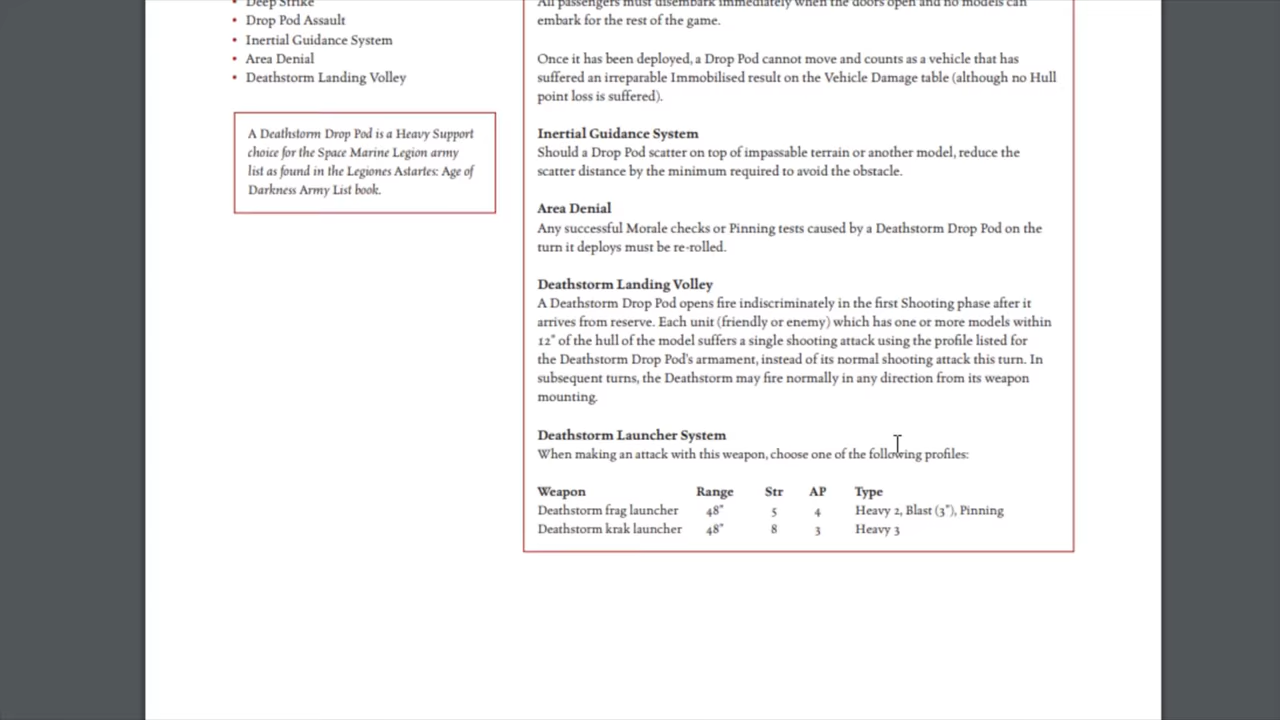 Deep Strike
• Drop Pod Assault
• Inertial Guidance System
• Area Denial
• Deathstorm Landing Volley
A Deathstorm Drop Pod is a Heavy Support
choice for the Space Marine Legion army
list as found in the Legiones Astartes: Age of
Darkness Army List book.
All passengers must disembark immediately when the doors open and no models can
embark for the rest of the game.
Once it has been deployed, a Drop Pod cannot move and counts as a vehicle that has
suffered an irreparable Immobilised result on the Vehicle Damage table (although no Hull
point loss is suffered).
Inertial Guidance System
Should a Drop Pod scatter on top of impassable terrain or another model, reduce the
scatter distance by the minimum required to avoid the obstacle.
Area Denial
Any successful Morale checks or Pinning tests caused by a Deathstorm Drop Pod on the
turn it deploys must be re-rolled.
Deathstorm Landing Volley
A Deathstorm Drop Pod opens fire indiscriminately in the first Shooting phase after it
arrives from reserve. Each unit (friendly or enemy) which has one or more models within
12" of the hull of the model suffers a single shooting attack using the profile listed for
the Deathstorm Drop Pod's armament, instead of its normal shooting attack this turn. In
subsequent turns, the Deathstorm may fire normally in any direction from its weapon
mounting.
Deathstorm Launcher System
When making an attack with this weapon, choose one of the following profiles:
Weapon Range Str AP Type
Deathstorm frag launcher 48" 5 4 Heavy 2, Blast (3"), Pinning
Deathstorm krak launcher 48" 8 3 Heavy 3